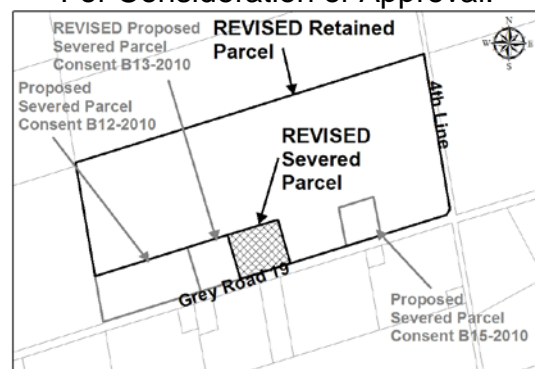 For Consideration of Approval:
REVISED Proposed
Severed Parcel
Consent B13-2010
REVISED Retained
Parcel
N
W
E
S
Proposed
Severed Parcel
Consent B12-2010
4th Line
REVISED
Severed
Parcel
Grey Road 19
Proposed
Severed Parcel
Consent B15-2010